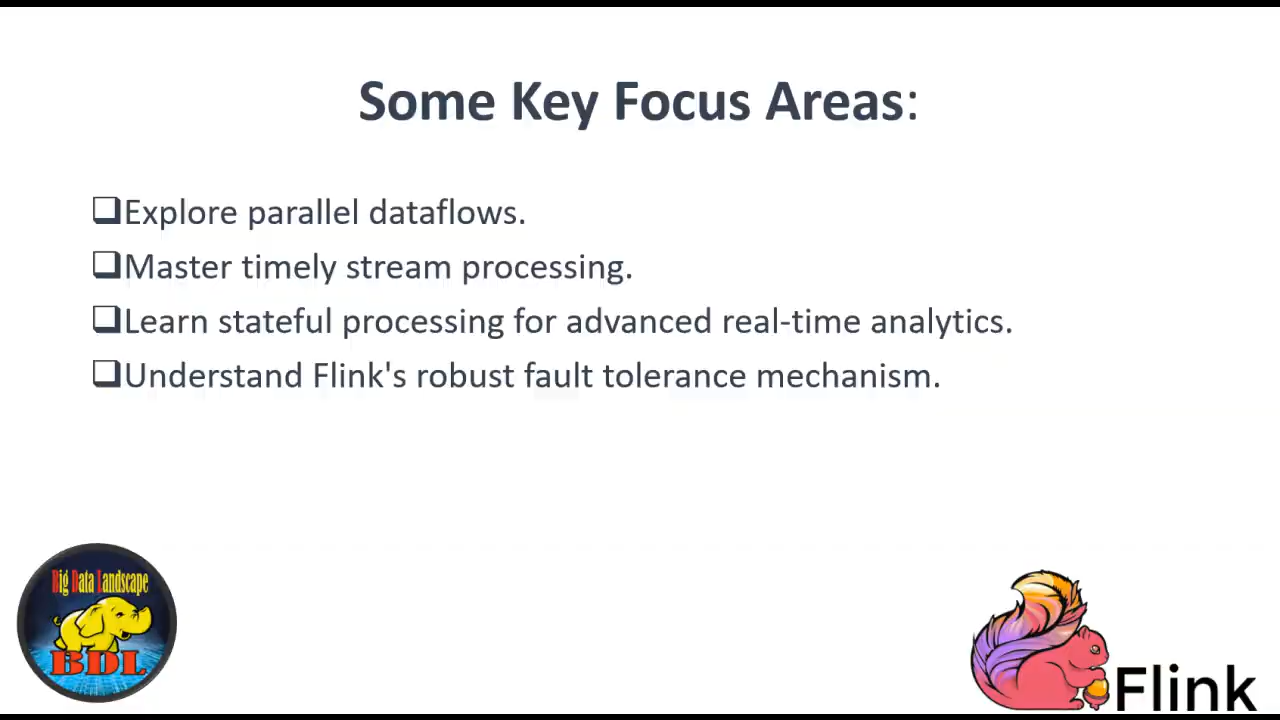 Some Key Focus Areas:
❑Explore parallel dataflows.
❑Master timely stream processing.
❑Learn stateful processing for advanced real-time analytics.
❑Understand Flink's robust fault tolerance mechanism.
Big Data Landscape
BDL
Flink